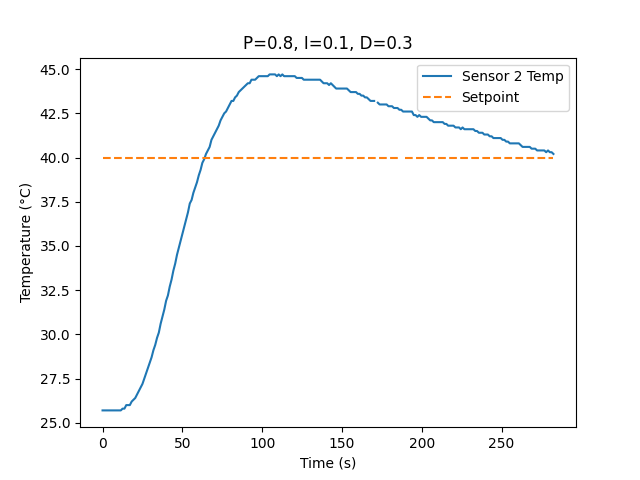 P=0.8, I=0.1, D=0.3
Sensor 2 Temp
Setpoint
Temperature (°C)
45.0
42.5
40.0
37.5
35.0
32.5
30.0
27.5
25.0
0 50 100 150 200 250
Time (s)